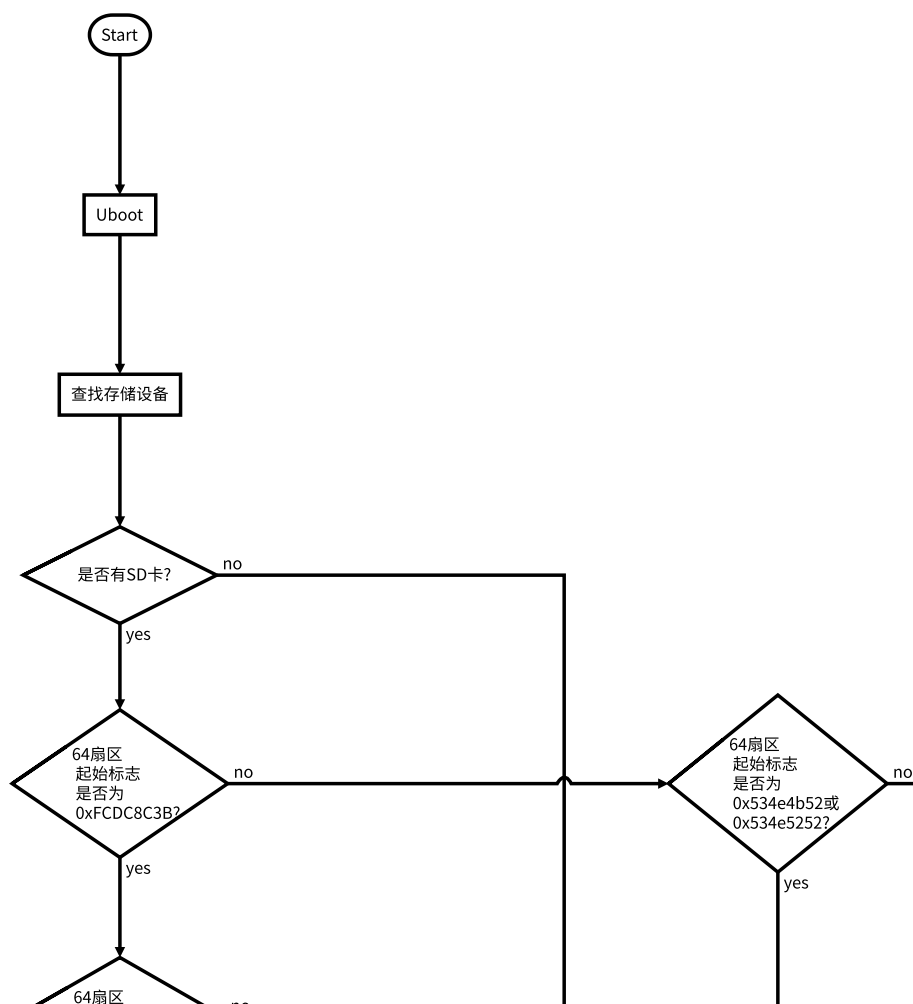 Start
Uboot
查找存储设备
是否有SD卡?
no
yes
64扇区
起始标志
是否为
0xFCDC8C3B?
no
yes
64扇区
起始标志
是否为
0x534e4b52或
0x534e5252?
no
yes
64扇区
no